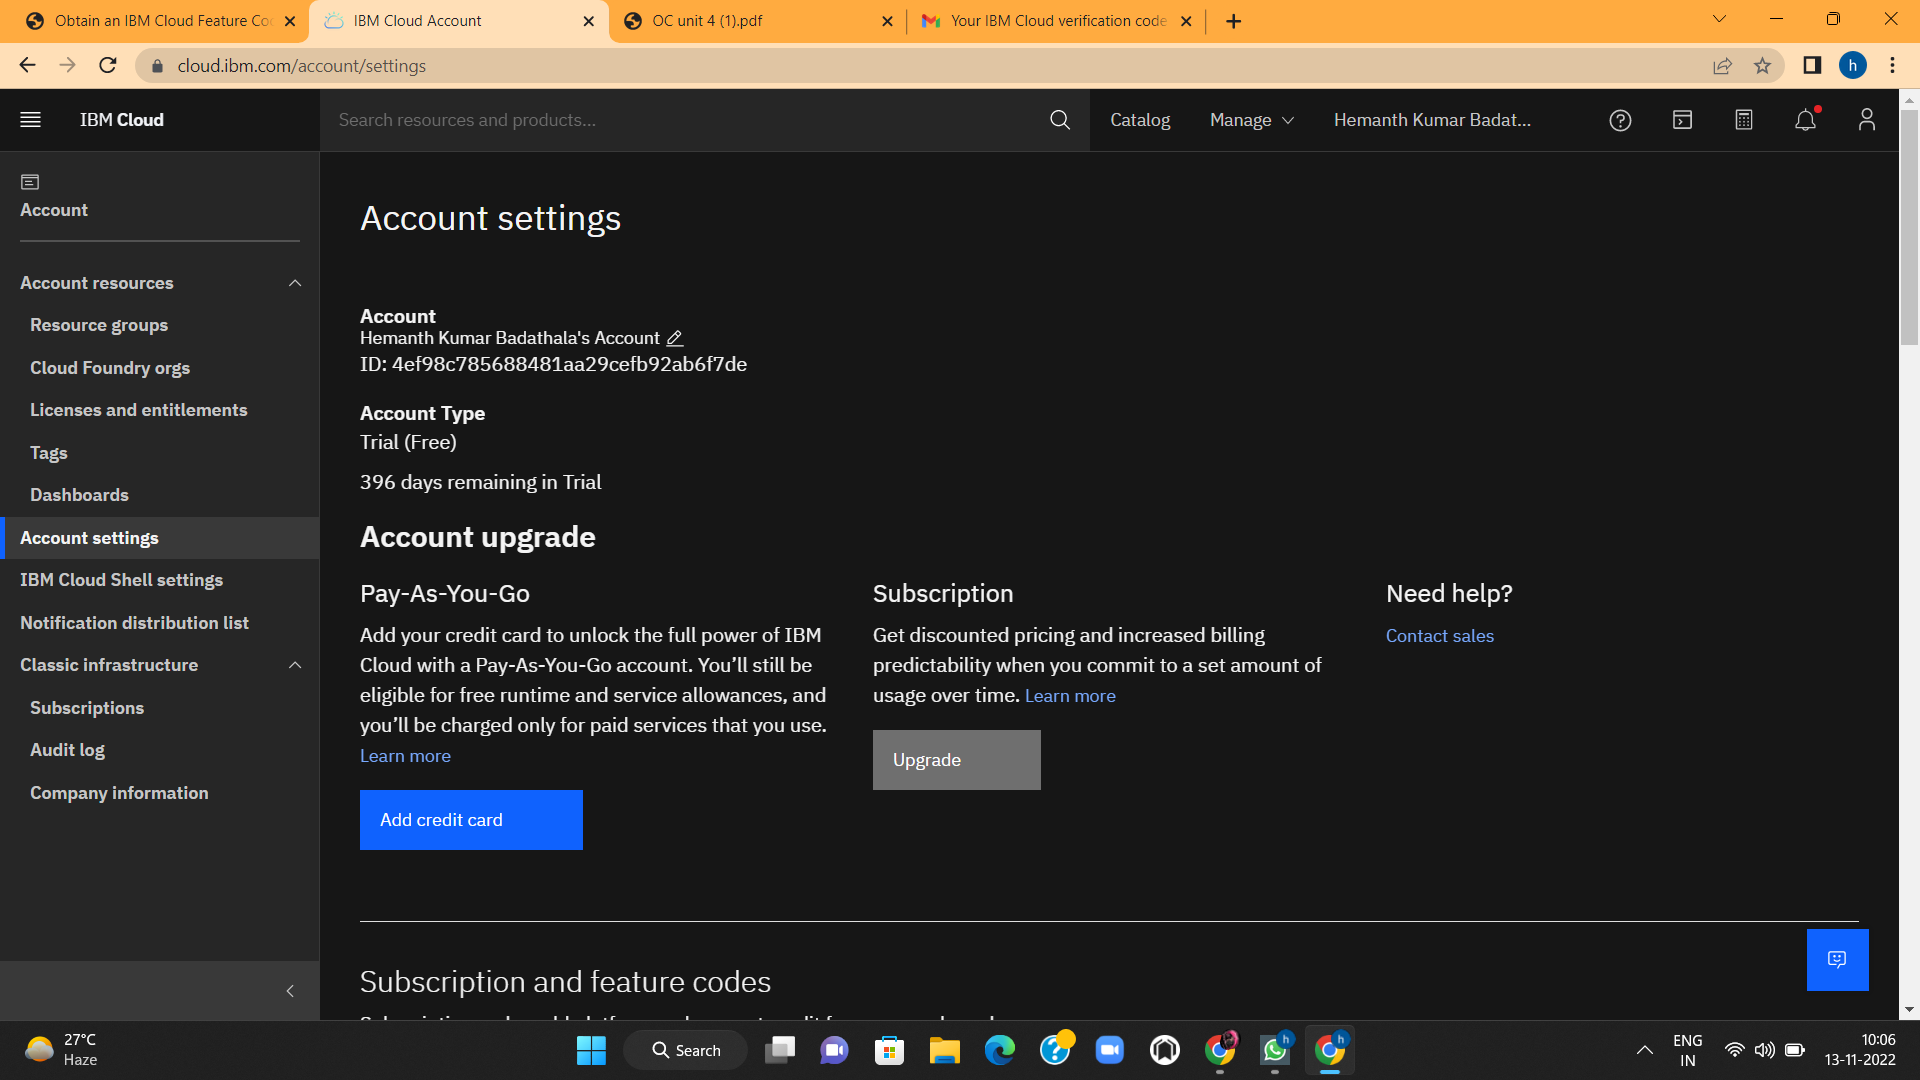 Obtain an IBM Cloud Feature Co
IBM Cloud Account
OC unit 4 (1).pdf
Your IBM Cloud verification code
cloud.ibm.com/account/settings
h
IBM Cloud
Search resources and products...
Catalog
Manage
Hemanth Kumar Badat...
Account
Account resources
Resource groups
Cloud Foundry orgs
Licenses and entitlements
Tags
Dashboards
Account settings
IBM Cloud Shell settings
Notification distribution list
Classic infrastructure
Subscriptions
Audit log
Company information
Account settings
Account
Hemanth Kumar Badathala's Account
ID: 4ef98c785688481aa29cefb92ab6f7de
Account Type
Trial (Free)
396 days remaining in Trial
Account upgrade
Pay-As-You-Go
Add your credit card to unlock the full power of IBM
Cloud with a Pay-As-You-Go account. You’ll still be
eligible for free runtime and service allowances, and
you’ll be charged only for paid services that you use.
Learn more
Add credit card
Subscription
Get discounted pricing and increased billing
predictability when you commit to a set amount of
usage over time. Learn more
Upgrade
Need help?
Contact sales
Subscription and feature codes
27°C
Haze
Search
h
h
ENG
IN
10:06
13-11-2022